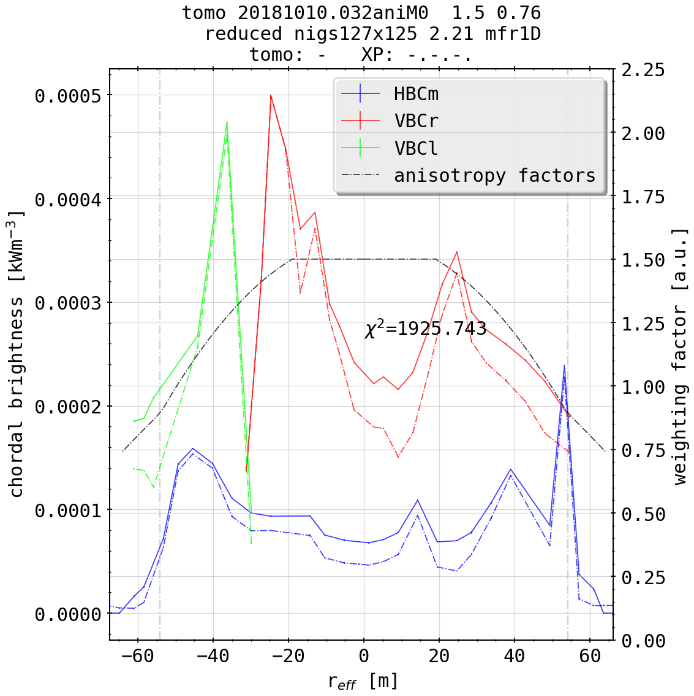 tomo 20181010.032aniM0  1.5 0.76
reduced nigs127x125 2.21 mfr1D
tomo: -   XP: -.-.-.
HBCm
VBCr
VBCl
anisotropy factors
χ²=1925.743
chordal brightness [kWm⁻³]
0.0005
0.0004
0.0003
0.0002
0.0001
0.0000
2.25
2.00
1.75
1.50
1.25
1.00
0.75
0.50
0.25
0.00
weighting factor [a.u.]
−60 −40 −20 0 20 40 60
r_eff [m]